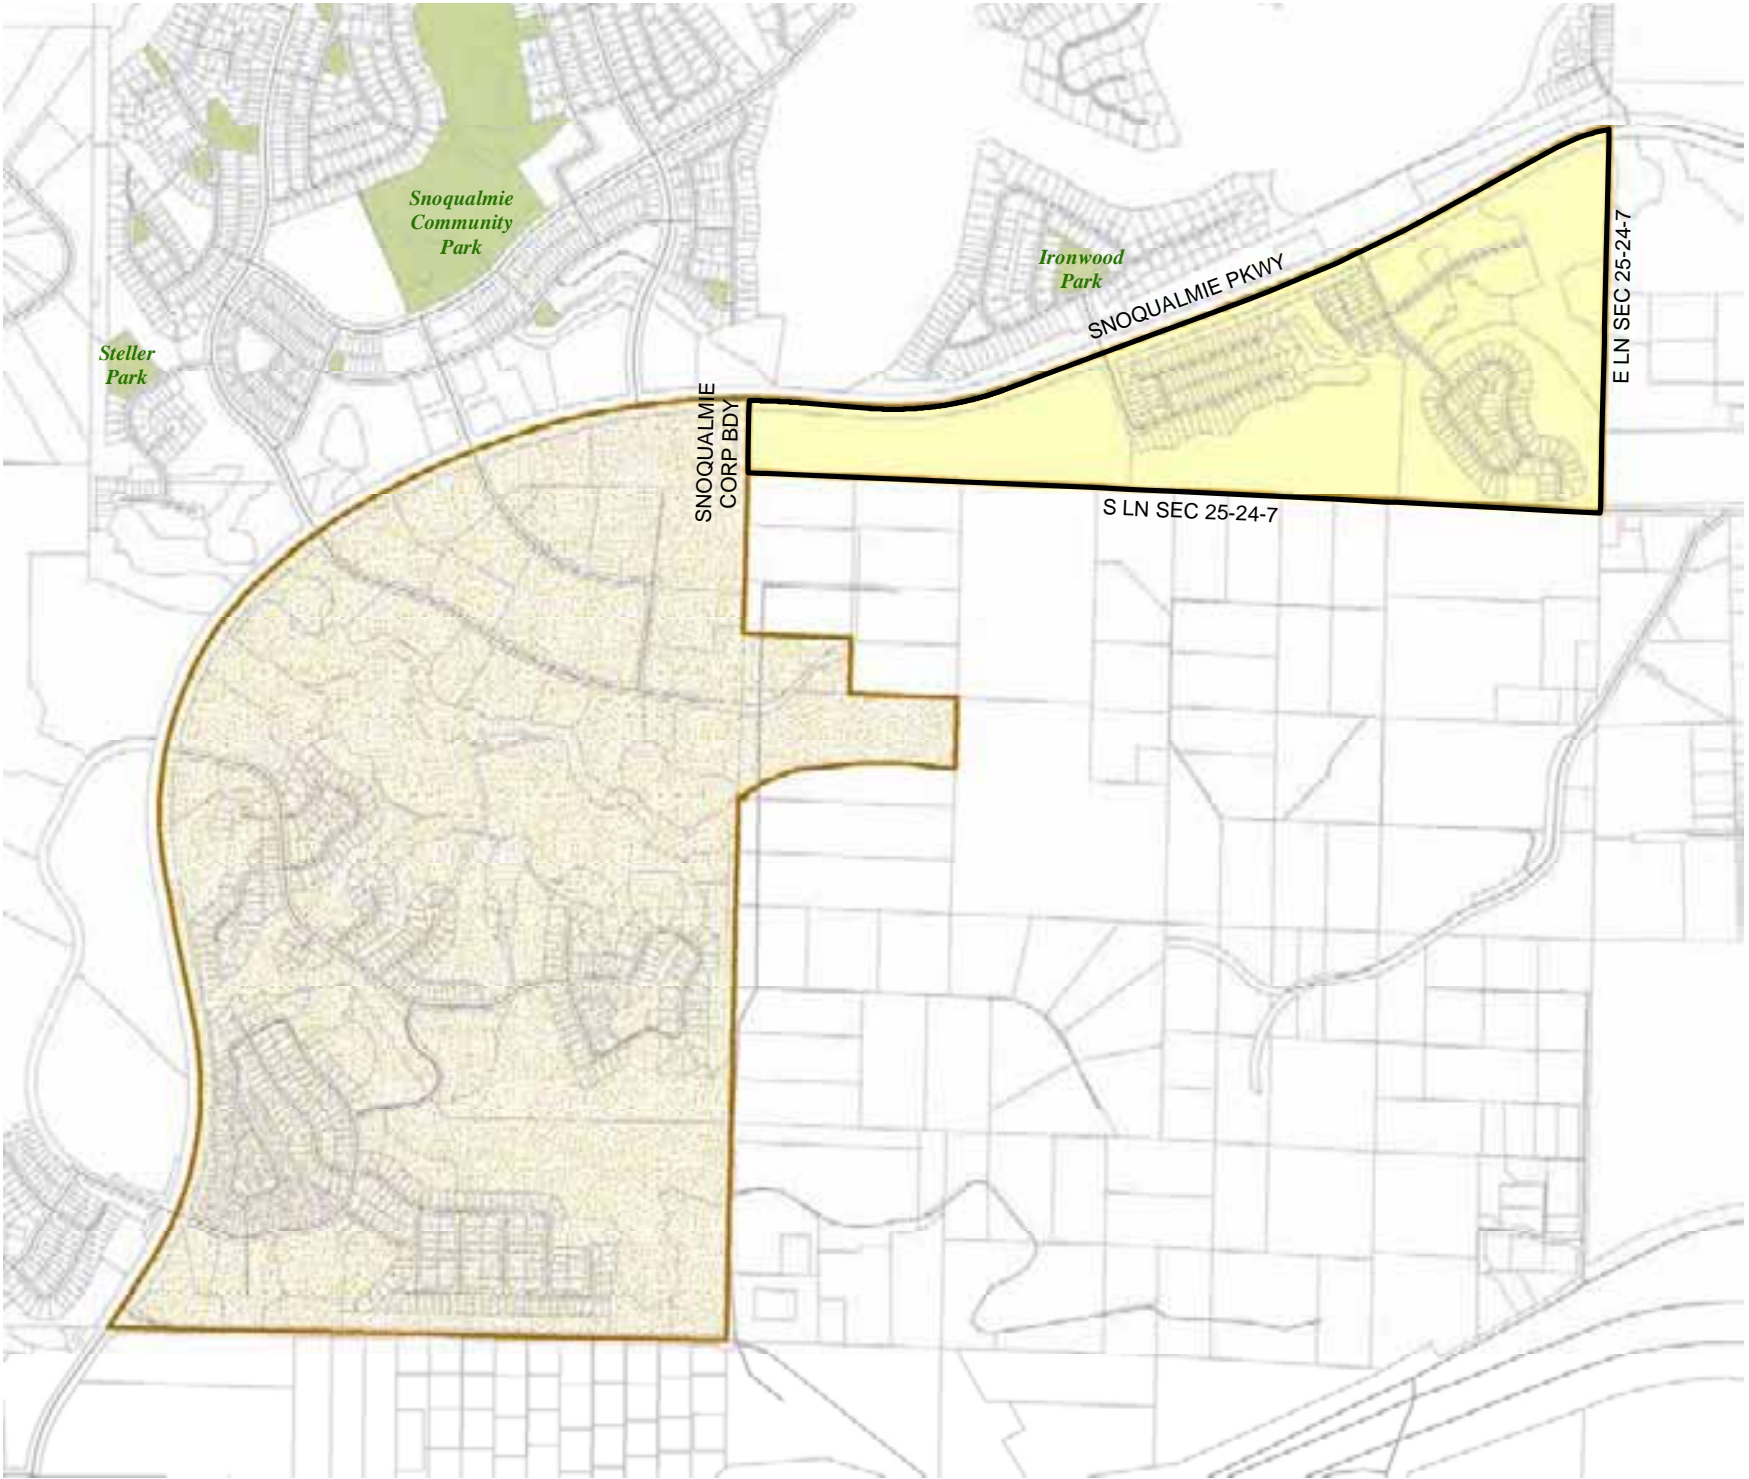 Snoqualmie
Community
Park
Ironwood
Park
SNOQUALMIE PKWY
E LN SEC 25-24-7
Steller
Park
SNOQUALMIE
CORP BDY
S LN SEC 25-24-7